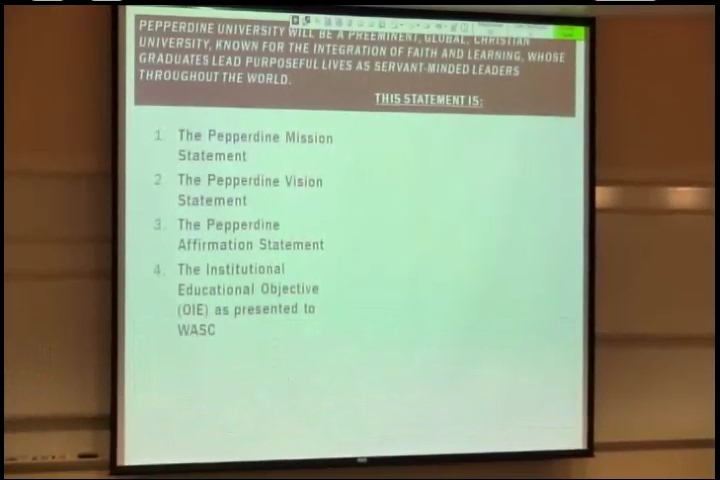 PEPPERDINE UNIVERSITY WILL BE A PREEMINENT, GLOBAL, CHRISTIAN
UNIVERSITY, KNOWN FOR THE INTEGRATION OF FAITH AND LEARNING, WHOSE
GRADUATES LEAD PURPOSEFUL LIVES AS SERVANT-MINDED LEADERS
THROUGHOUT THE WORLD.
THIS STATEMENT IS:
1. The Pepperdine Mission
Statement
2. The Pepperdine Vision
Statement
3. The Pepperdine
Affirmation Statement
4. The Institutional
Educational Objective
(OIE) as presented to
WASC